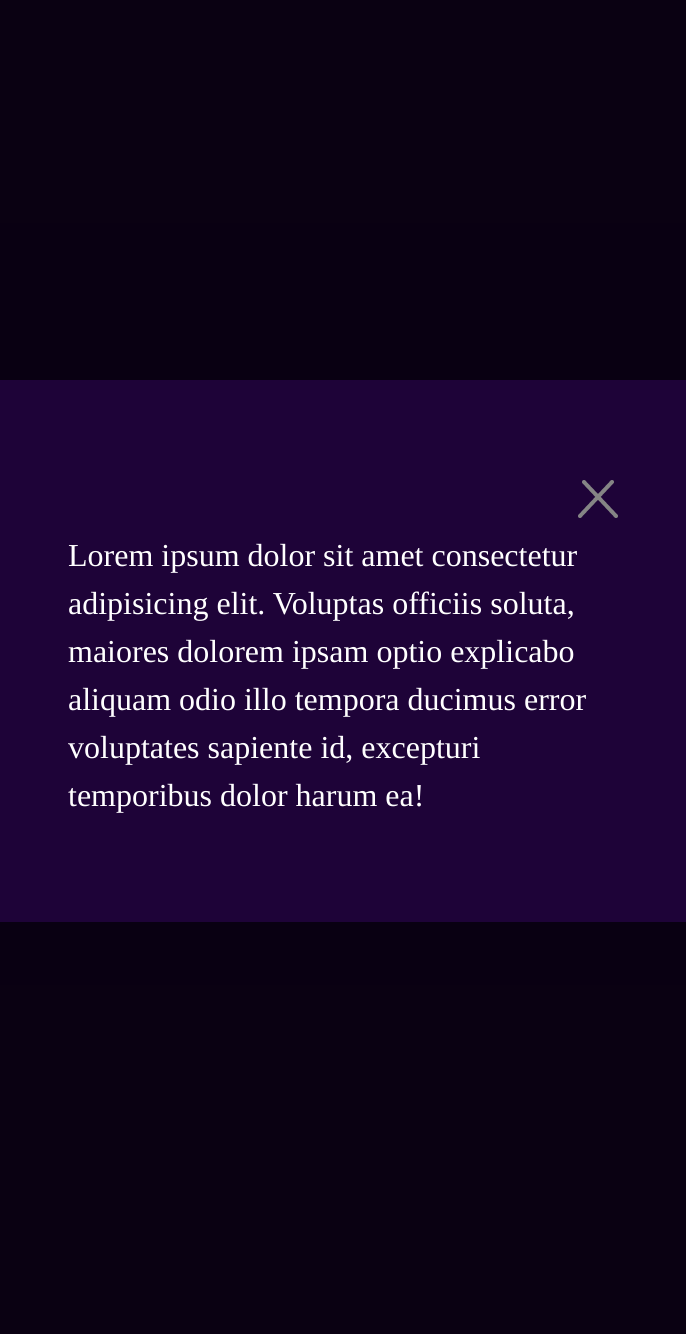 Lorem ipsum dolor sit amet consectetur
adipisicing elit. Voluptas officiis soluta,
maiores dolorem ipsam optio explicabo
aliquam odio illo tempora ducimus error
voluptates sapiente id, excepturi
temporibus dolor harum ea!